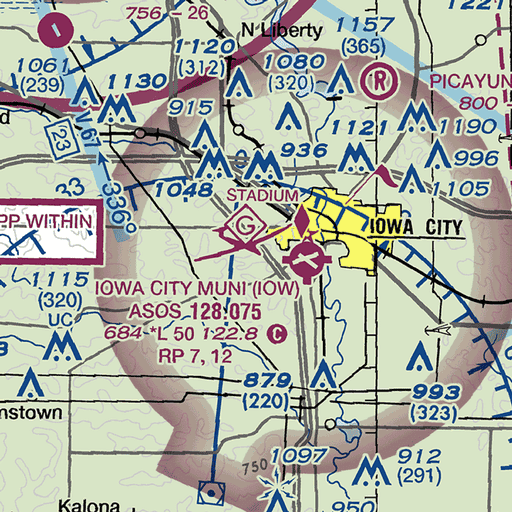 756 - 26
N Liberty
1157
(365)
1221
1120
(312)
1061
(239)
1130
1080
(320)
R
PICAYUN
800
915
1121
1190
23
V 67
936
996
336°
1048
1105
33
STADIUM
G
IOWA CITY
PP WITHIN
1115
(320)
UC
IOWA CITY MUNI (IOW)
ASOS 128.075
684 *L 50 122.8 C
RP 7, 12
879
(220)
993
(323)
nstown
1097
750
912
(291)
Kalona
950